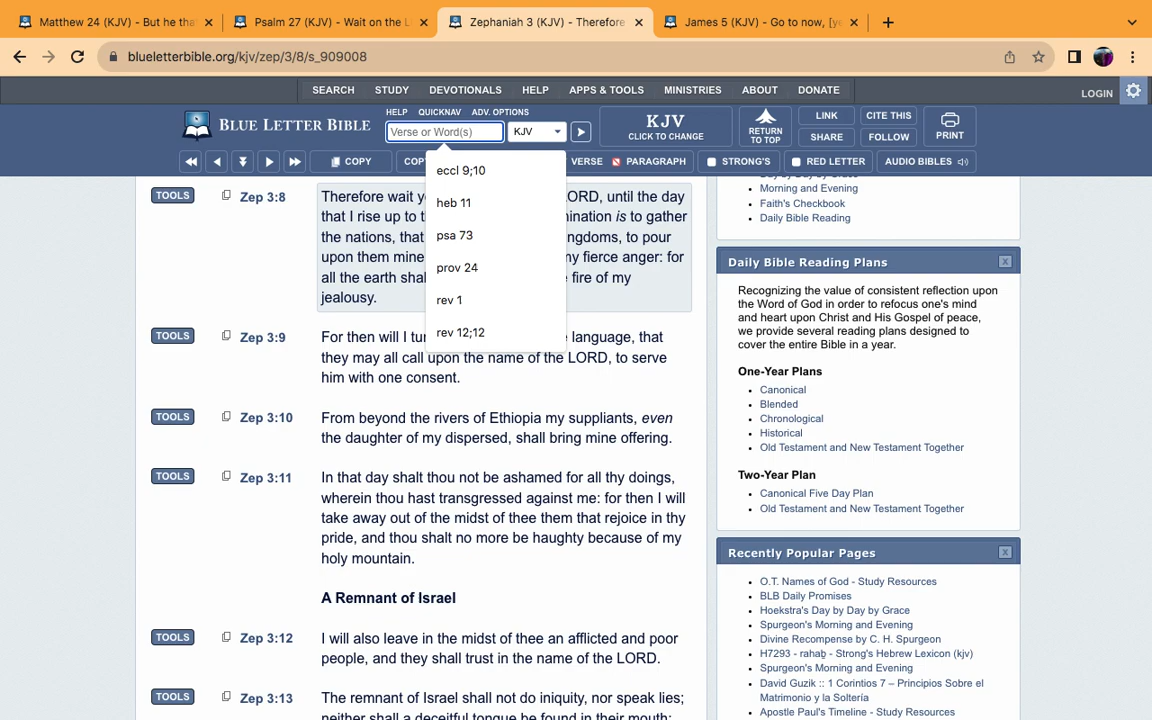 Matthew 24 (KJV) - But he tha
Psalm 27 (KJV) - Wait on the L
Zephaniah 3 (KJV) - Therefore
James 5 (KJV) - Go to now, [ye
blueletterbible.org/kjv/zep/3/8/s_909008
SEARCH STUDY DEVOTIONALS HELP APPS & TOOLS MINISTRIES ABOUT DONATE LOGIN
BLUE LETTER BIBLE
HELP QUICKNAV ADV. OPTIONS
Verse or Word(s) KJV
KJV
CLICK TO CHANGE
RETURN
TO TOP
LINK CITE THIS
SHARE FOLLOW
PRINT
COPY COP VERSE PARAGRAPH STRONG'S RED LETTER AUDIO BIBLES
eccl 9;10
heb 11
psa 73
prov 24
rev 1
rev 12;12
TOOLS Zep 3:8 Therefore wait y ORD, until the day
that I rise up to t mination is to gather
the nations, that ngdoms, to pour
upon them mine my fierce anger: for
all the earth shal e fire of my
jealousy.
TOOLS Zep 3:9 For then will I tur language, that
they may all call upon the name of the LORD, to serve
him with one consent.
TOOLS Zep 3:10 From beyond the rivers of Ethiopia my suppliants, even
the daughter of my dispersed, shall bring mine offering.
TOOLS Zep 3:11 In that day shalt thou not be ashamed for all thy doings,
wherein thou hast transgressed against me: for then I will
take away out of the midst of thee them that rejoice in thy
pride, and thou shalt no more be haughty because of my
holy mountain.
A Remnant of Israel
TOOLS Zep 3:12 I will also leave in the midst of thee an afflicted and poor
people, and they shall trust in the name of the LORD.
TOOLS Zep 3:13 The remnant of Israel shall not do iniquity, nor speak lies;
neither shall a deceitful tongue be found in their mouth:
Day by Day by Grace
Morning and Evening
Faith's Checkbook
Daily Bible Reading
Daily Bible Reading Plans
Recognizing the value of consistent reflection upon
the Word of God in order to refocus one's mind
and heart upon Christ and His Gospel of peace,
we provide several reading plans designed to
cover the entire Bible in a year.
One-Year Plans
Canonical
Blended
Chronological
Historical
Old Testament and New Testament Together
Two-Year Plan
Canonical Five Day Plan
Old Testament and New Testament Together
Recently Popular Pages
O.T. Names of God - Study Resources
BLB Daily Promises
Hoekstra's Day by Day by Grace
Spurgeon's Morning and Evening
Divine Recompense by C. H. Spurgeon
H7293 - rahaḇ - Strong's Hebrew Lexicon (kjv)
Spurgeon's Morning and Evening
David Guzik :: 1 Corintios 7 – Principios Sobre el
Matrimonio y la Soltería
Apostle Paul's Timeline - Study Resources